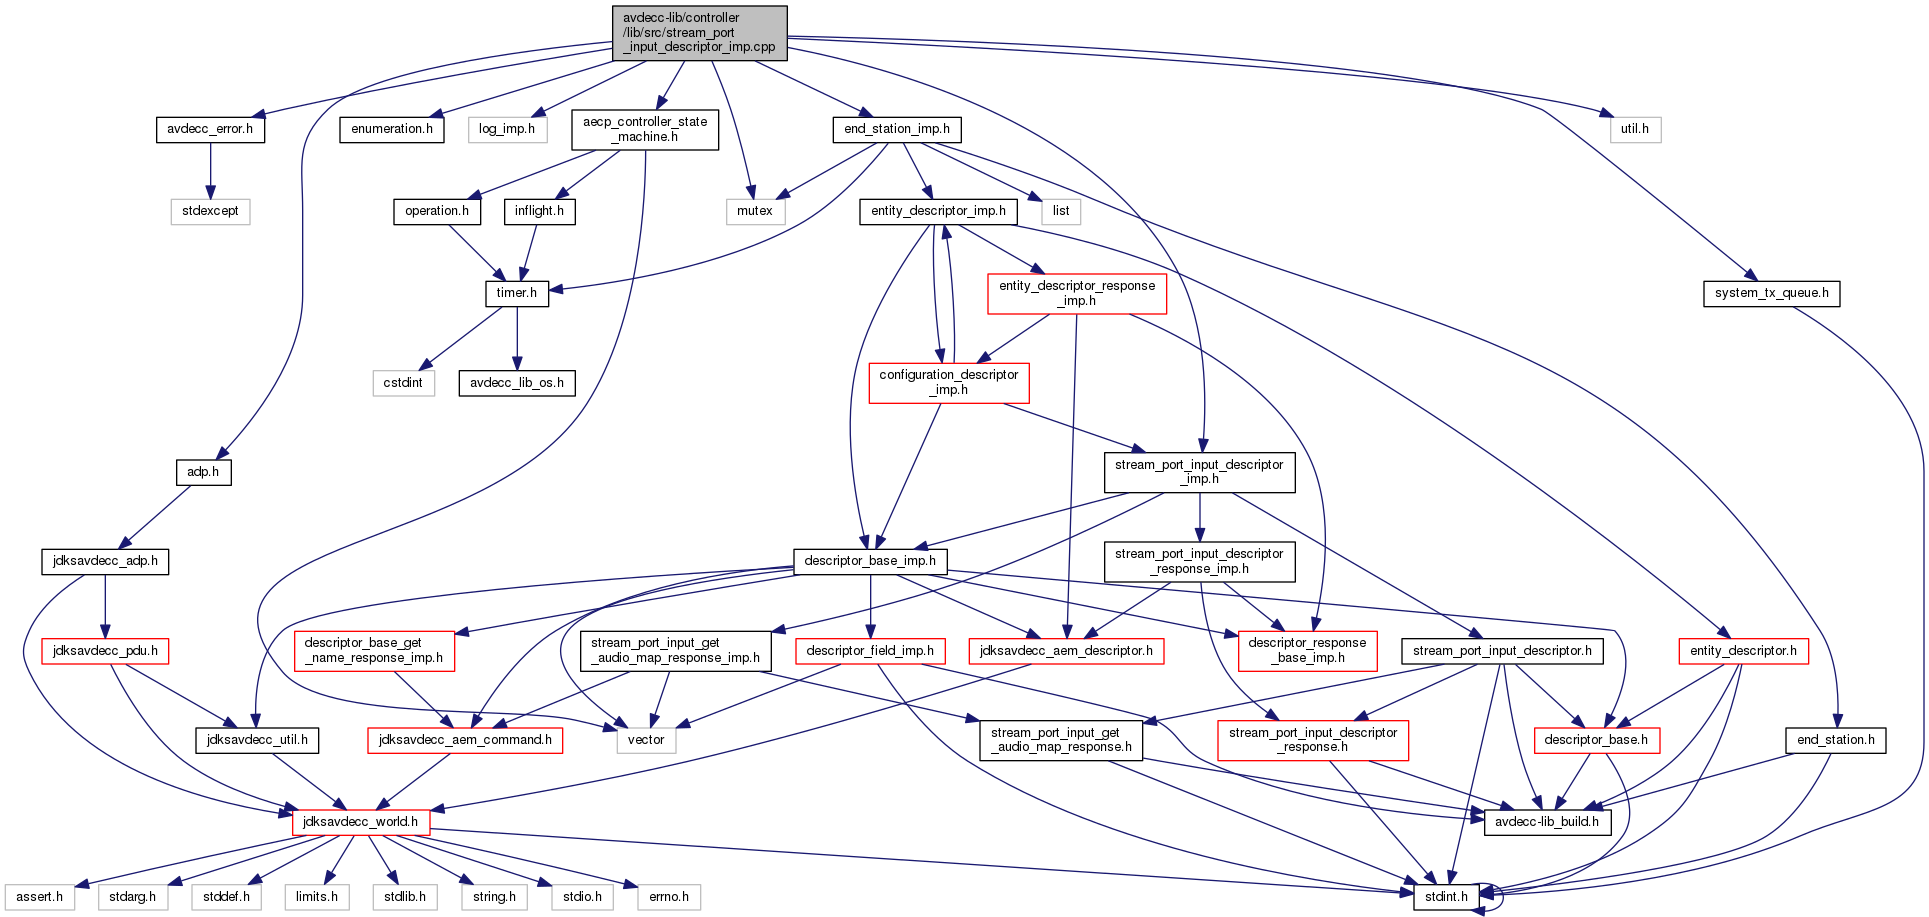 avdecc-lib/controller
/lib/src/stream_port
_input_descriptor_imp.cpp
avdecc_error.h
enumeration.h
log_imp.h
aecp_controller_state
_machine.h
end_station_imp.h
util.h
stdexcept
operation.h
inflight.h
mutex
entity_descriptor_imp.h
list
timer.h
entity_descriptor_response
_imp.h
system_tx_queue.h
cstdint
avdecc_lib_os.h
configuration_descriptor
_imp.h
adp.h
stream_port_input_descriptor
_imp.h
jdksavdecc_adp.h
descriptor_base_imp.h
stream_port_input_descriptor
_response_imp.h
jdksavdecc_pdu.h
descriptor_base_get
_name_response_imp.h
stream_port_input_get
_audio_map_response_imp.h
descriptor_field_imp.h
jdksavdecc_aem_descriptor.h
descriptor_response
_base_imp.h
stream_port_input_descriptor.h
entity_descriptor.h
jdksavdecc_util.h
jdksavdecc_aem_command.h
vector
stream_port_input_get
_audio_map_response.h
stream_port_input_descriptor
_response.h
descriptor_base.h
end_station.h
jdksavdecc_world.h
avdecc-lib_build.h
assert.h
stdarg.h
stddef.h
limits.h
stdlib.h
string.h
stdio.h
errno.h
stdint.h